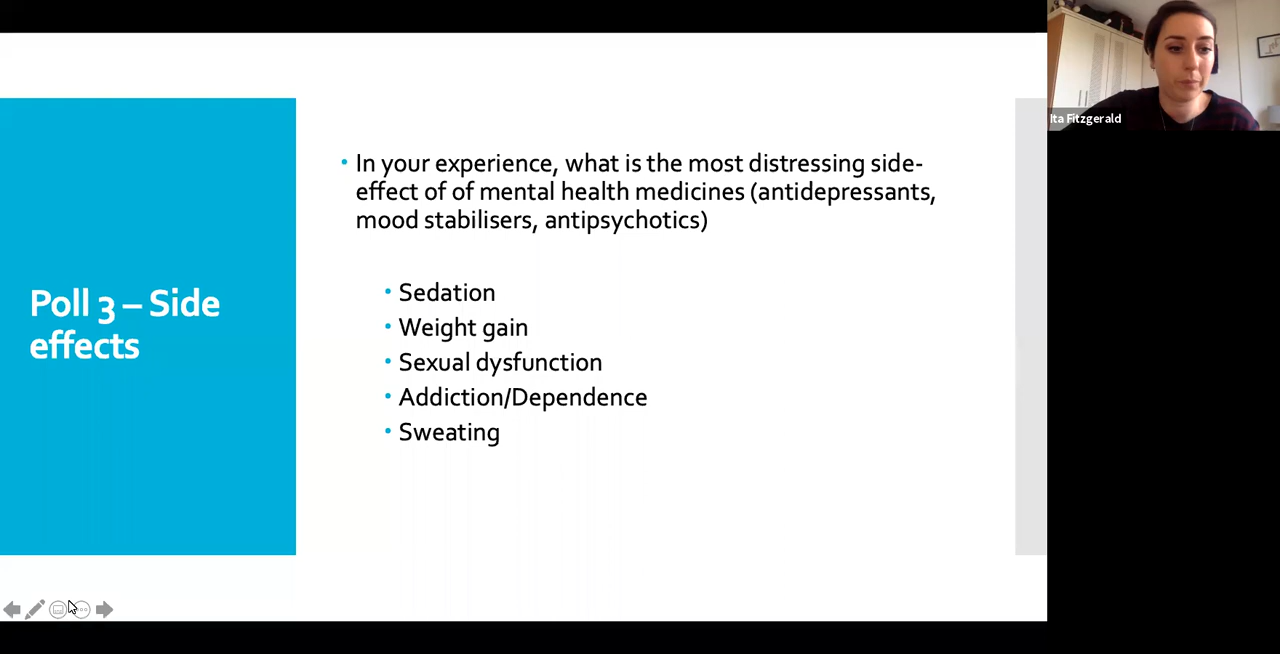 Poll 3 – Side
effects
In your experience, what is the most distressing side-
effect of of mental health medicines (antidepressants,
mood stabilisers, antipsychotics)
Sedation
Weight gain
Sexual dysfunction
Addiction/Dependence
Sweating
Ita Fitzgerald